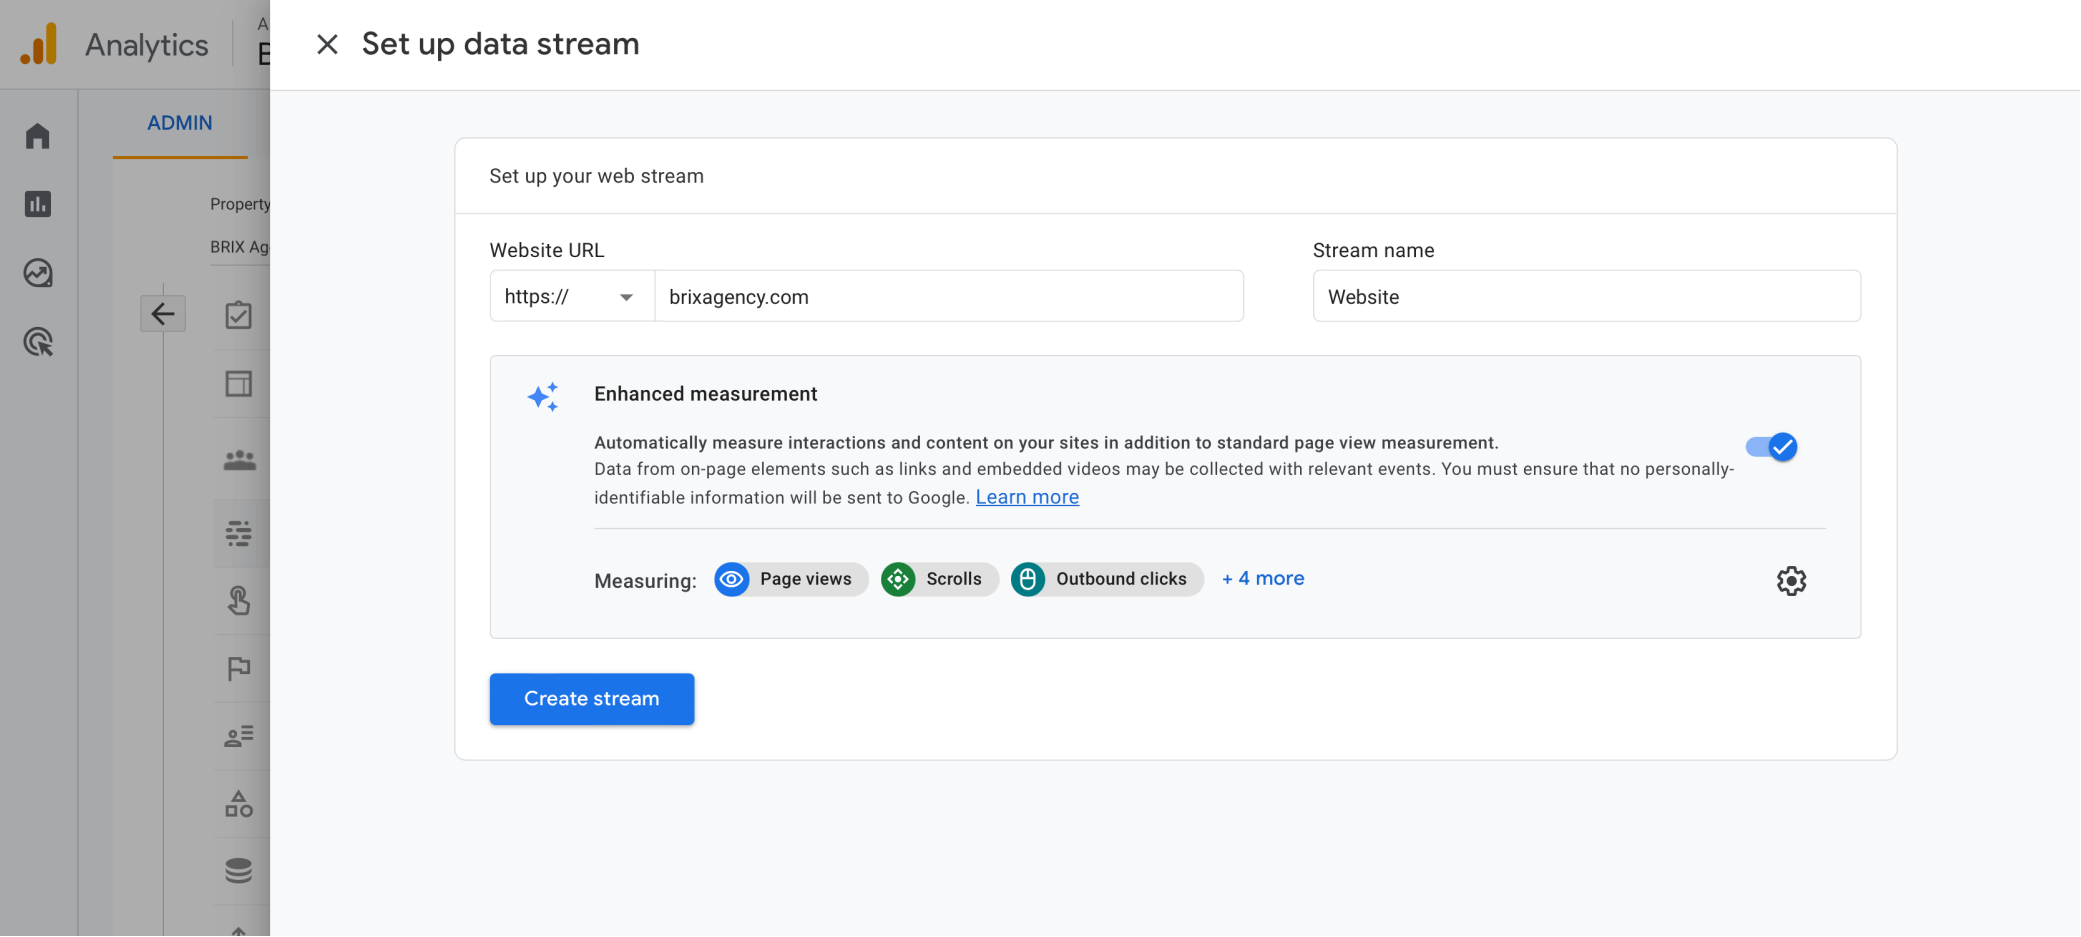 Analytics
Set up data stream
ADMIN
Property
BRIX Ag
Set up your web stream
Website URL
Stream name
https://
brixagency.com
Website
Enhanced measurement
Automatically measure interactions and content on your sites in addition to standard page view measurement.
Data from on-page elements such as links and embedded videos may be collected with relevant events. You must ensure that no personally-
identifiable information will be sent to Google. Learn more
Measuring:
Page views
Scrolls
Outbound clicks
+ 4 more
Create stream